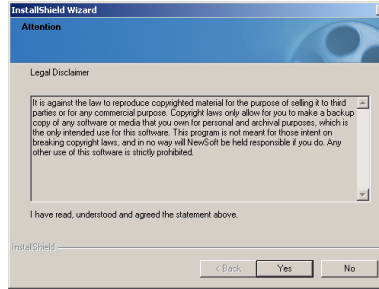 InstallShield Wizard
Attention
Legal Disclaimer
It is against the law to reproduce copyrighted material for the purpose of selling it to third
parties or for any commercial purpose. Copyright laws only allow for you to make a backup
copy of any software or media that you own for personal and archival purposes, which is
the only intended use for this software. This program is not meant for those intent on
breaking copyright laws, and in no way will NewSoft be held responsible if you do. Any
other use of this software is strictly prohibited.
I have read, understood and agreed the statement above.
InstallShield
< Back
Yes
No